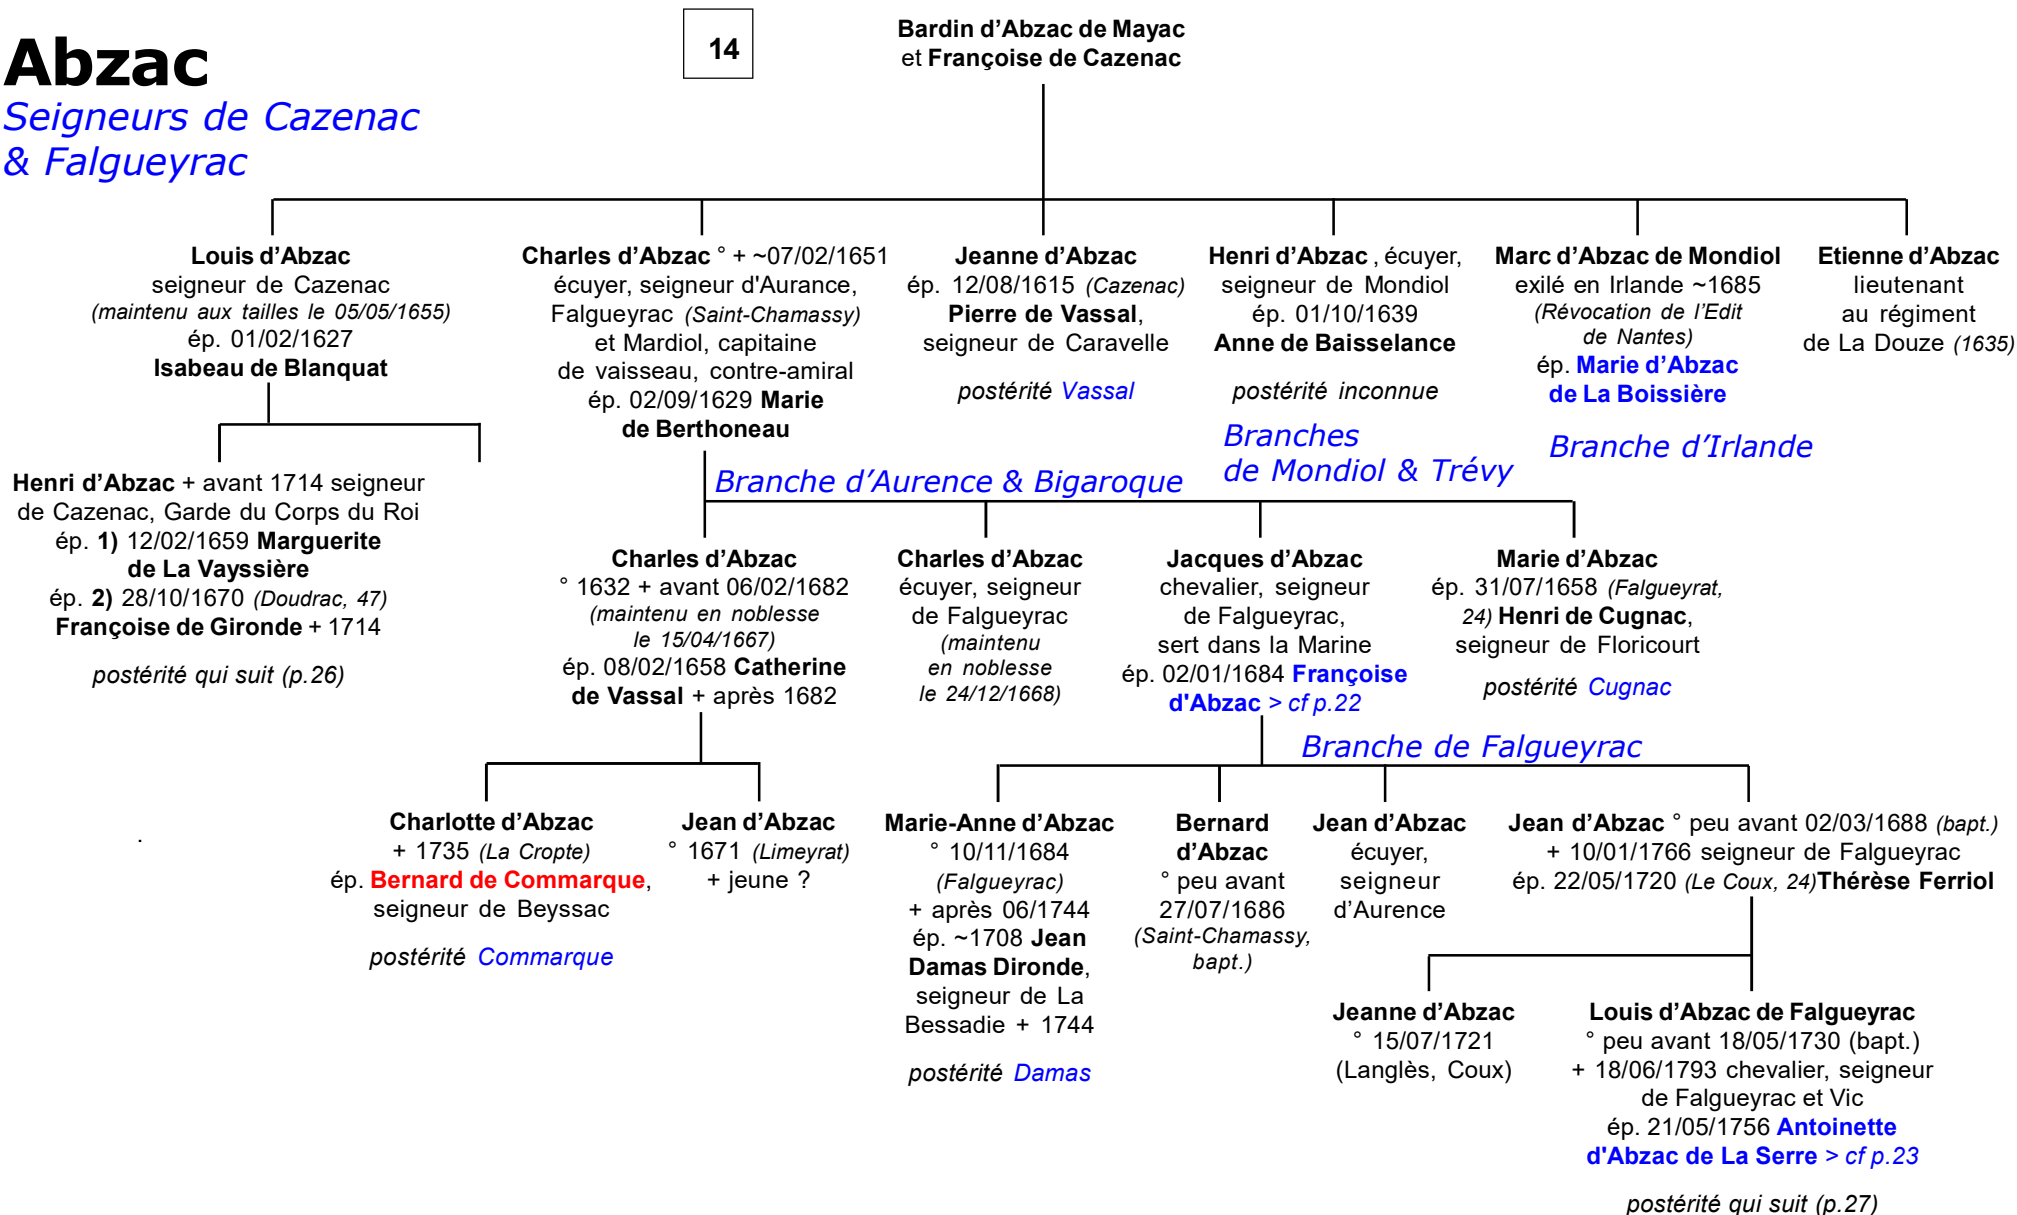 Abzac
Seigneurs de Cazenac
& Falgueyrac
14
Bardin d’Abzac de Mayac
et Françoise de Cazenac
Louis d’Abzac
seigneur de Cazenac
(maintenu aux tailles le 05/05/1655)
ép. 01/02/1627
Isabeau de Blanquat
Charles d’Abzac ° + ~07/02/1651
écuyer, seigneur d'Aurance,
Falgueyrac (Saint-Chamassy)
et Mardiol, capitaine
de vaisseau, contre-amiral
ép. 02/09/1629 Marie
de Berthoneau
Jeanne d’Abzac
ép. 12/08/1615 (Cazenac)
Pierre de Vassal,
seigneur de Caravelle
postérité Vassal
Henri d’Abzac , écuyer,
seigneur de Mondiol
ép. 01/10/1639
Anne de Baisselance
postérité inconnue
Branches
de Mondiol & Trévy
Marc d’Abzac de Mondiol
exilé en Irlande ~1685
(Révocation de l’Edit
de Nantes)
ép. Marie d’Abzac
de La Boissière
Branche d’Irlande
Etienne d’Abzac
lieutenant
au régiment
de La Douze (1635)
Henri d’Abzac + avant 1714 seigneur
de Cazenac, Garde du Corps du Roi
ép. 1) 12/02/1659 Marguerite
de La Vayssière
ép. 2) 28/10/1670 (Doudrac, 47)
Françoise de Gironde + 1714
postérité qui suit (p.26)
Branche d’Aurence & Bigaroque
Charles d’Abzac
° 1632 + avant 06/02/1682
(maintenu en noblesse
le 15/04/1667)
ép. 08/02/1658 Catherine
de Vassal + après 1682
Charles d’Abzac
écuyer, seigneur
de Falgueyrac
(maintenu
en noblesse
le 24/12/1668)
Jacques d’Abzac
chevalier, seigneur
de Falgueyrac,
sert dans la Marine
ép. 02/01/1684 Françoise
d'Abzac > cf p.22
Marie d’Abzac
ép. 31/07/1658 (Falgueyrat,
24) Henri de Cugnac,
seigneur de Floricourt
postérité Cugnac
Branche de Falgueyrac
Charlotte d’Abzac
+ 1735 (La Cropte)
ép. Bernard de Commarque,
seigneur de Beyssac
postérité Commarque
Jean d’Abzac
° 1671 (Limeyrat)
+ jeune ?
Marie-Anne d’Abzac
° 10/11/1684
(Falgueyrac)
+ après 06/1744
ép. ~1708 Jean
Damas Dironde,
seigneur de La
Bessadie + 1744
postérité Damas
Bernard
d’Abzac
° peu avant
27/07/1686
(Saint-Chamassy,
bapt.)
Jean d’Abzac
écuyer,
seigneur
d’Aurence
Jean d’Abzac ° peu avant 02/03/1688 (bapt.)
+ 10/01/1766 seigneur de Falgueyrac
ép. 22/05/1720 (Le Coux, 24)Thérèse Ferriol
.
Jeanne d’Abzac
° 15/07/1721
(Langlès, Coux)
Louis d’Abzac de Falgueyrac
° peu avant 18/05/1730 (bapt.)
+ 18/06/1793 chevalier, seigneur
de Falgueyrac et Vic
ép. 21/05/1756 Antoinette
d'Abzac de La Serre > cf p.23
postérité qui suit (p.27)